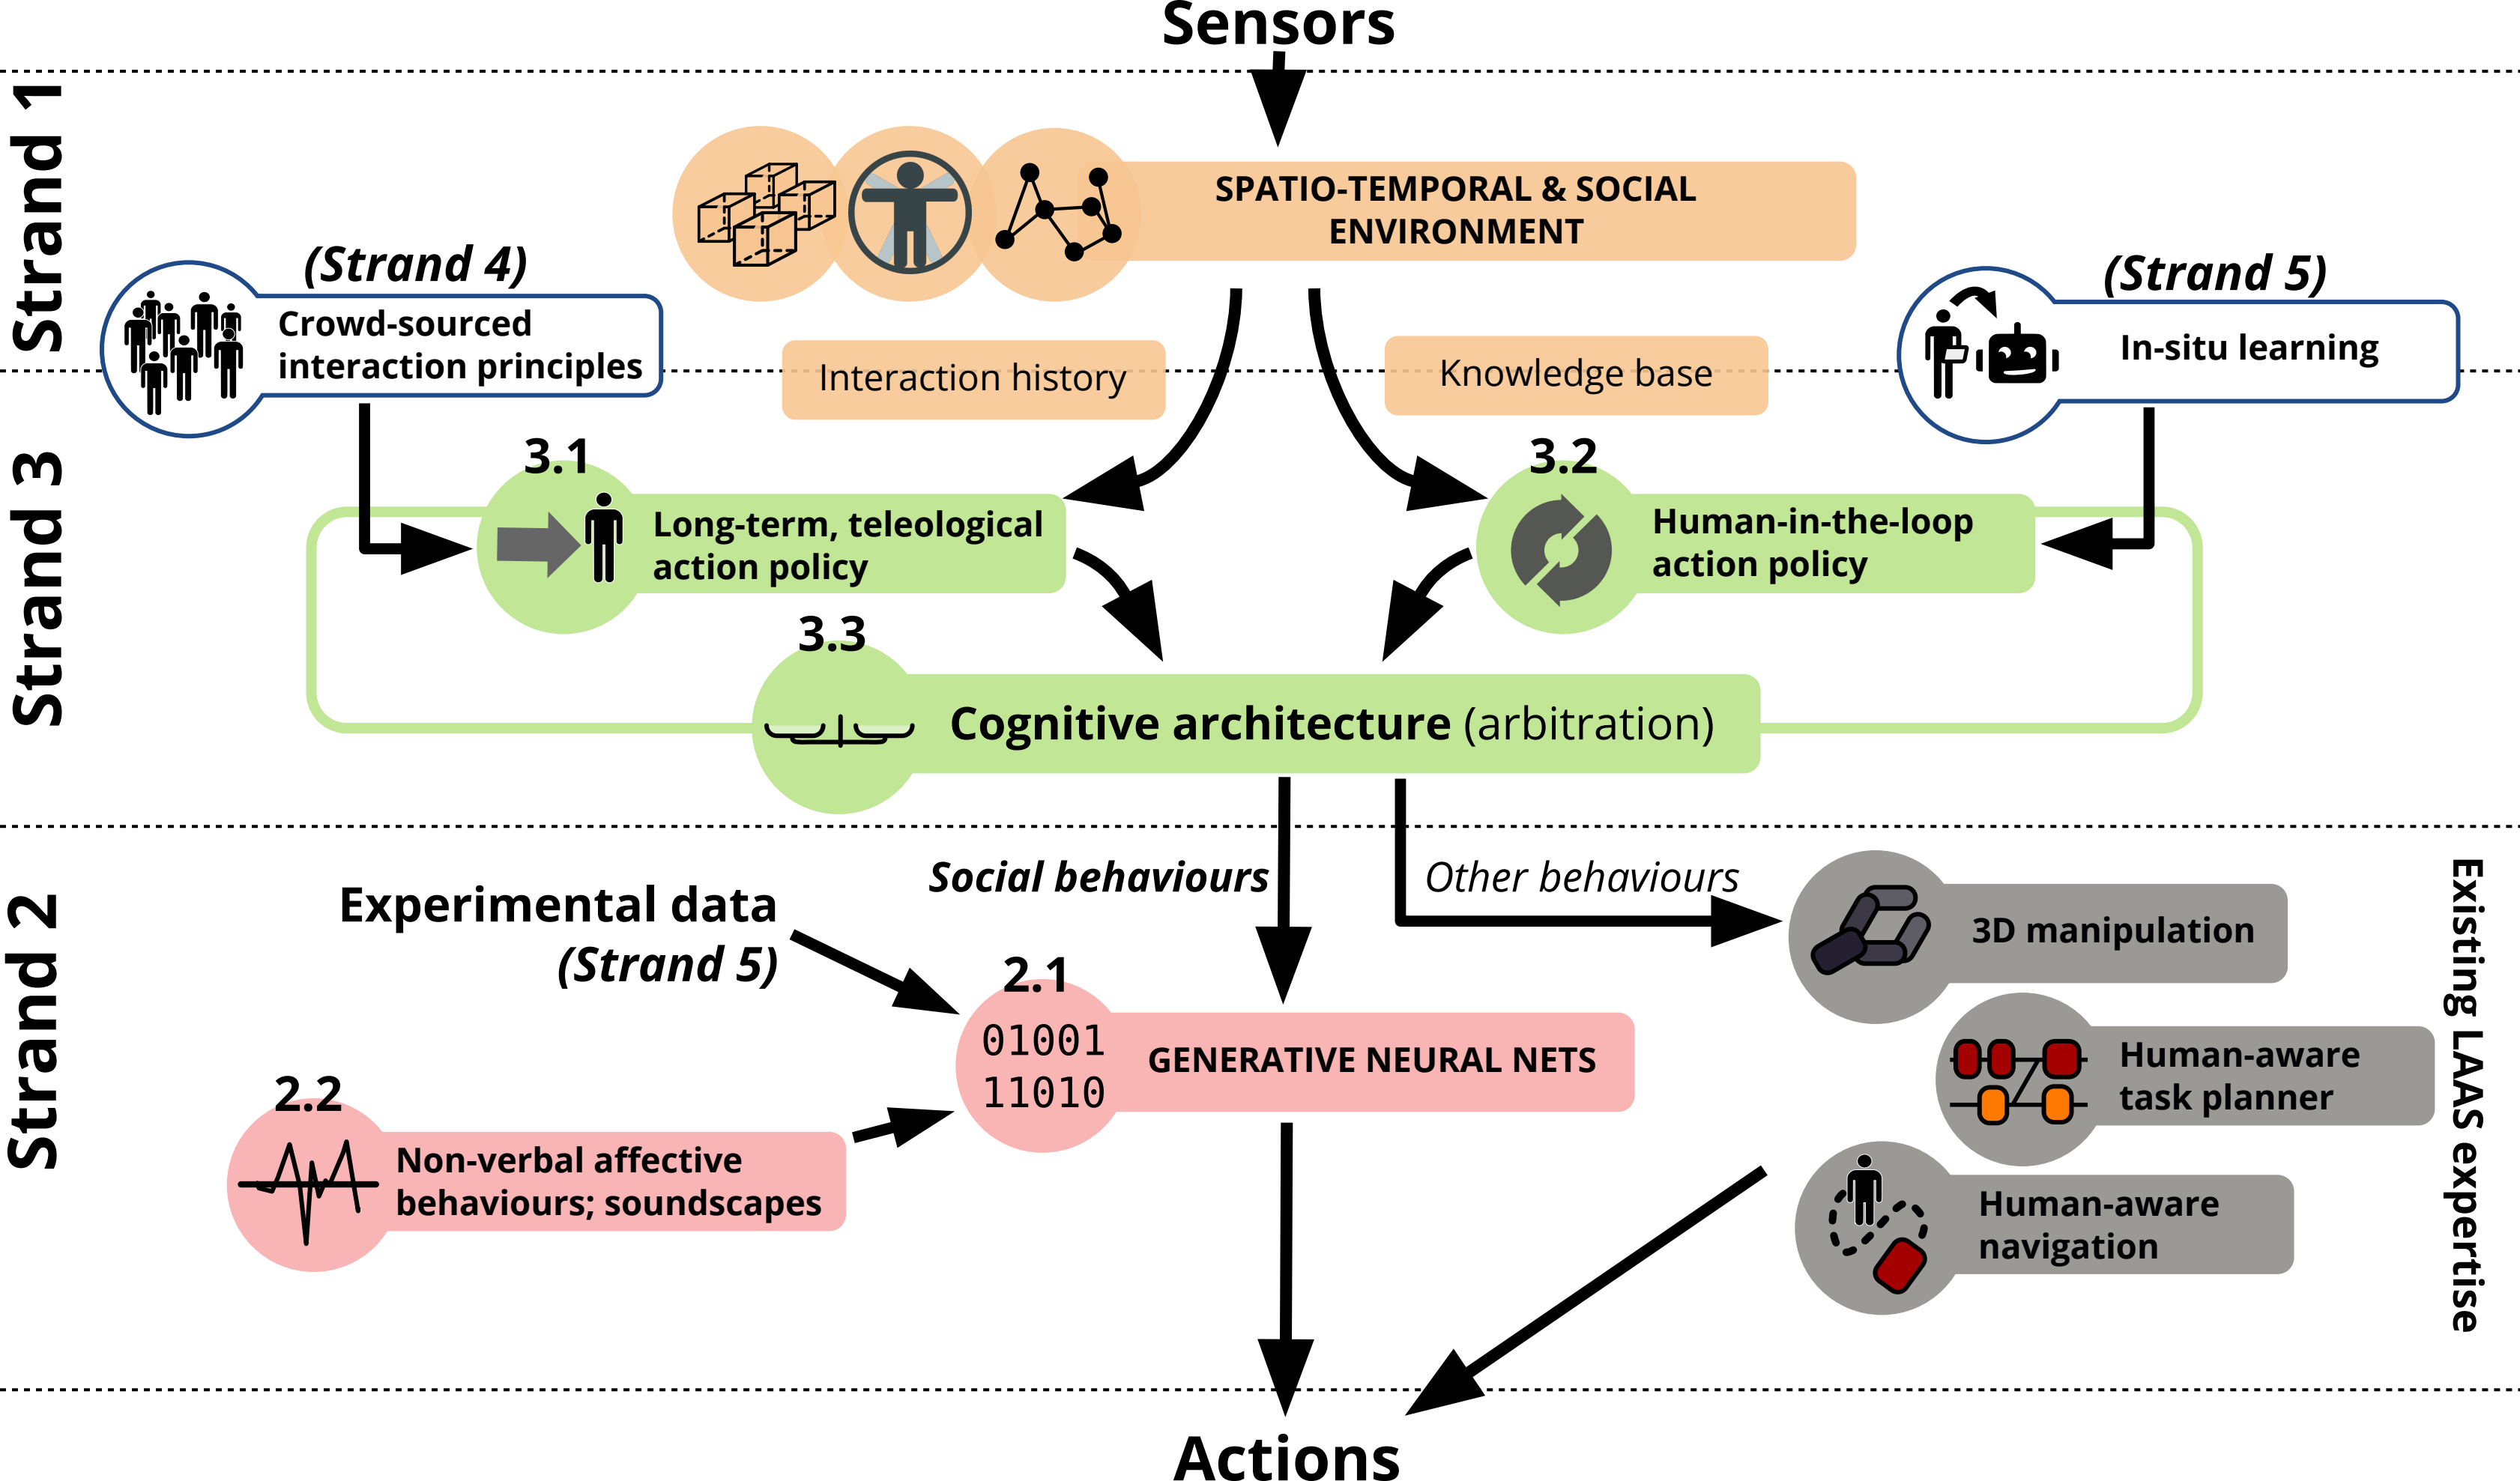 Sensors
Strand 1
SPATIO-TEMPORAL & SOCIAL
ENVIRONMENT
(Strand 4)
Crowd-sourced
interaction principles
(Strand 5)
In-situ learning
Interaction history
Knowledge base
Strand 3
3.1
Long-term, teleological
action policy
3.2
Human-in-the-loop
action policy
3.3
Cognitive architecture (arbitration)
Strand 2
Social behaviours
Other behaviours
Experimental data
(Strand 5)
2.1
01001
11010
GENERATIVE NEURAL NETS
2.2
Non-verbal affective
behaviours; soundscapes
3D manipulation
Human-aware
task planner
Human-aware
navigation
Existing LAAS expertise
Actions